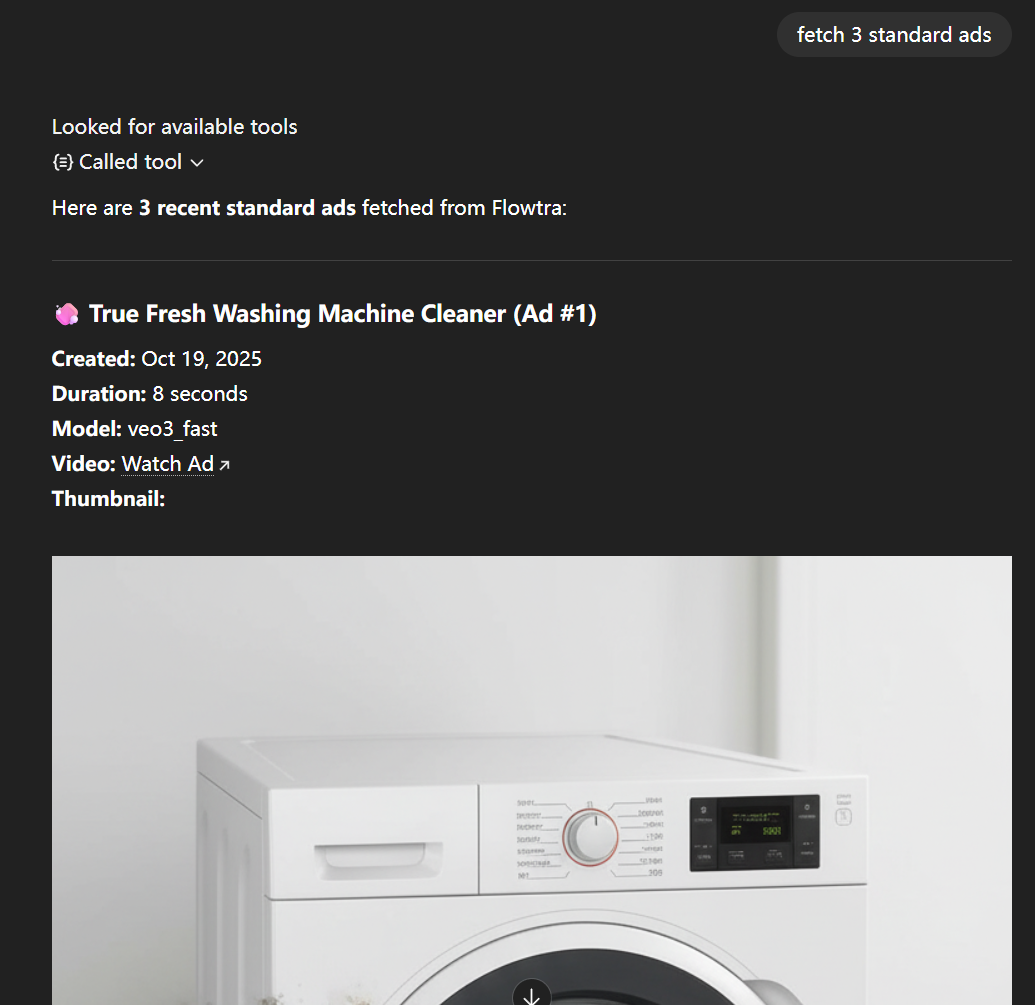 fetch 3 standard ads
Looked for available tools
Called tool
Here are 3 recent standard ads fetched from Flowtra:
True Fresh Washing Machine Cleaner (Ad #1)
Created: Oct 19, 2025
Duration: 8 seconds
Model: veo3_fast
Video: Watch Ad
Thumbnail: